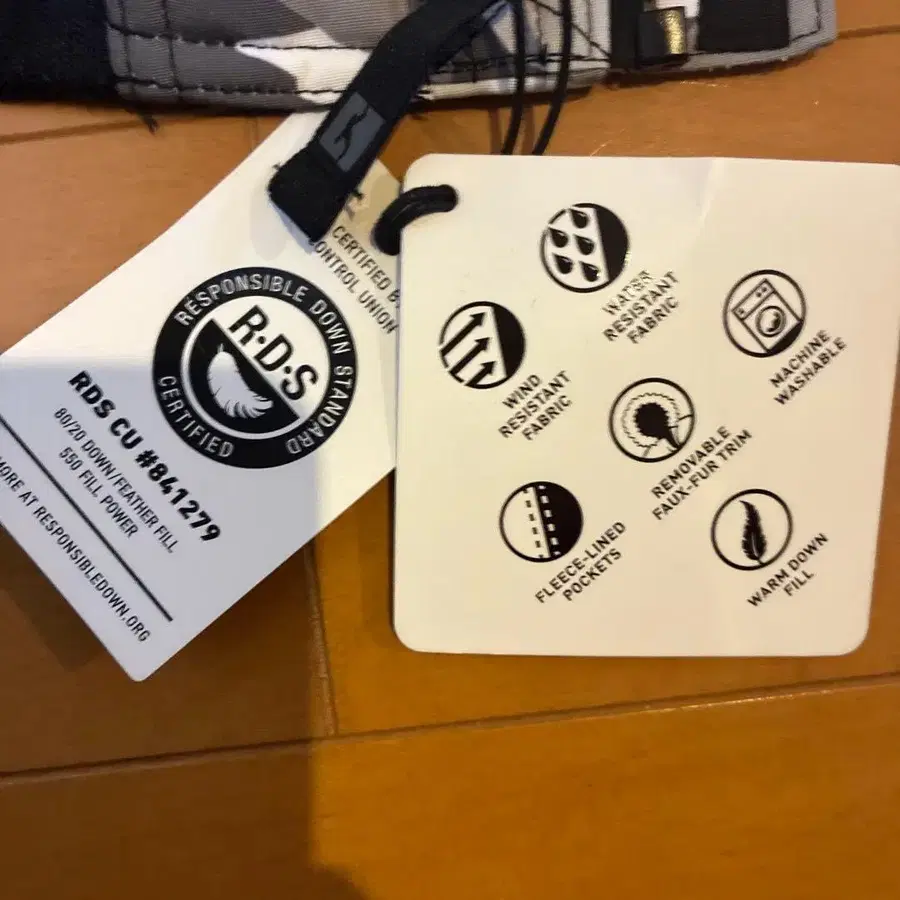 CERTIFIED
CONTROL UNION
RESPONSIBLE DOWN STANDARD
R·D·S
CERTIFIED
RDS CU #841279
80/20 DOWN/FEATHER FILL
550 FILL POWER
MORE AT RESPONSIBLEDOWN.ORG
WATER
RESISTANT
FABRIC
WIND
RESISTANT
FABRIC
MACHINE
WASHABLE
REMOVABLE
FAUX-FUR TRIM
FLEECE-LINED
POCKETS
WARM DOWN
FILL